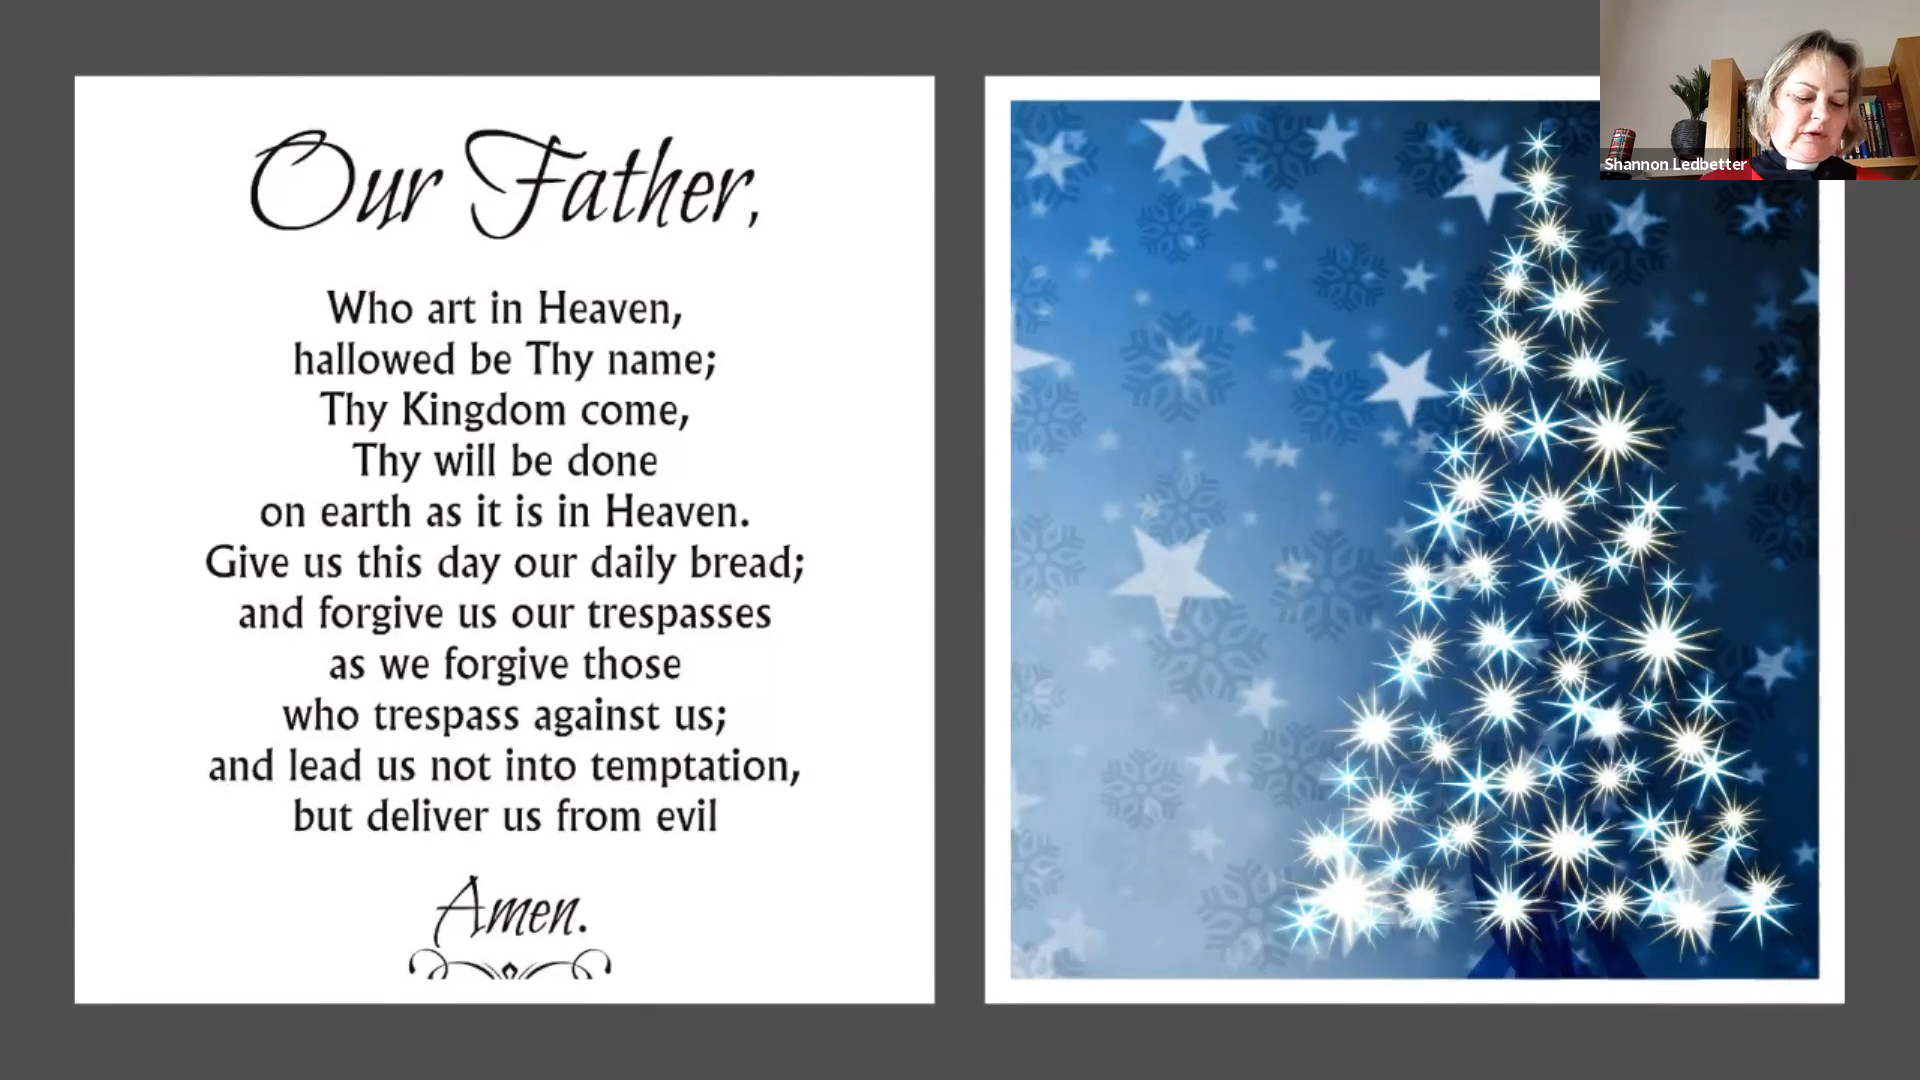 Our Father,
Who art in Heaven,
hallowed be Thy name;
Thy Kingdom come,
Thy will be done
on earth as it is in Heaven.
Give us this day our daily bread;
and forgive us our trespasses
as we forgive those
who trespass against us;
and lead us not into temptation,
but deliver us from evil
Amen.
Shannon Ledbetter